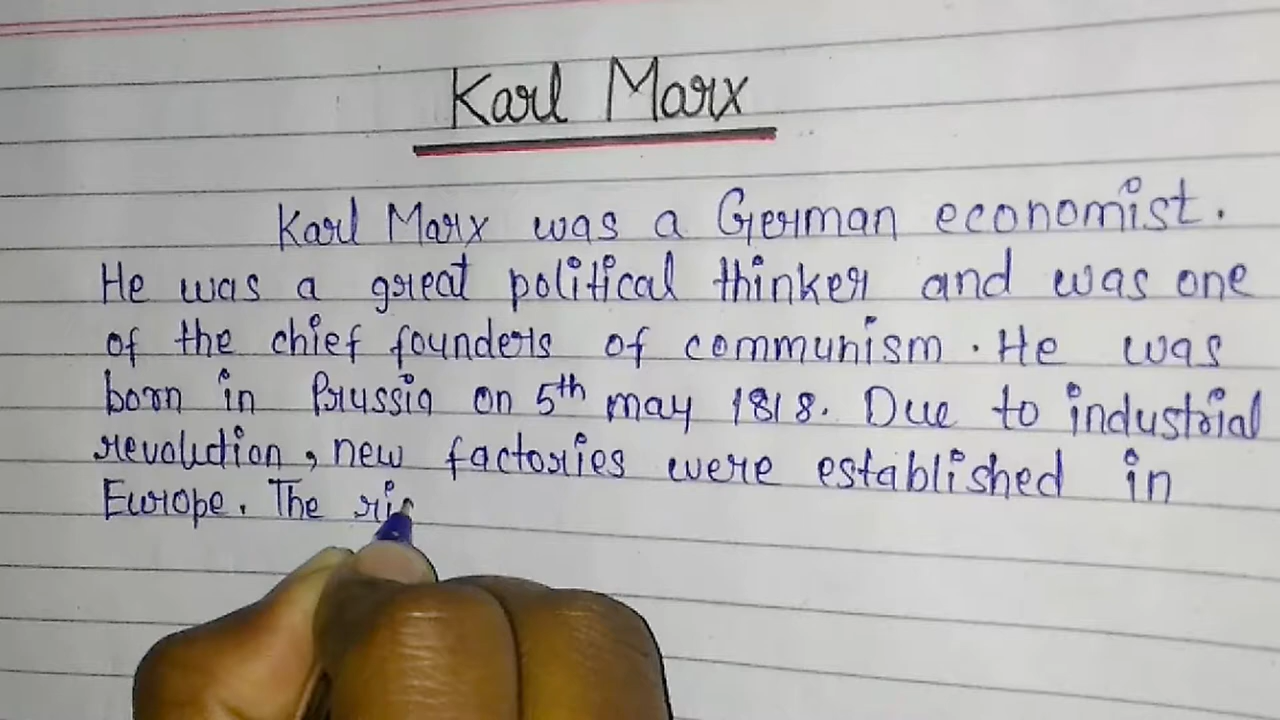 Karl Marx
Karl Marx was a German economist.
He was a great political thinker and was one
of the chief founders of communism. He was
born in Prussia on 5th may 1818. Due to industrial
revolution, new factories were established in
Europe. The